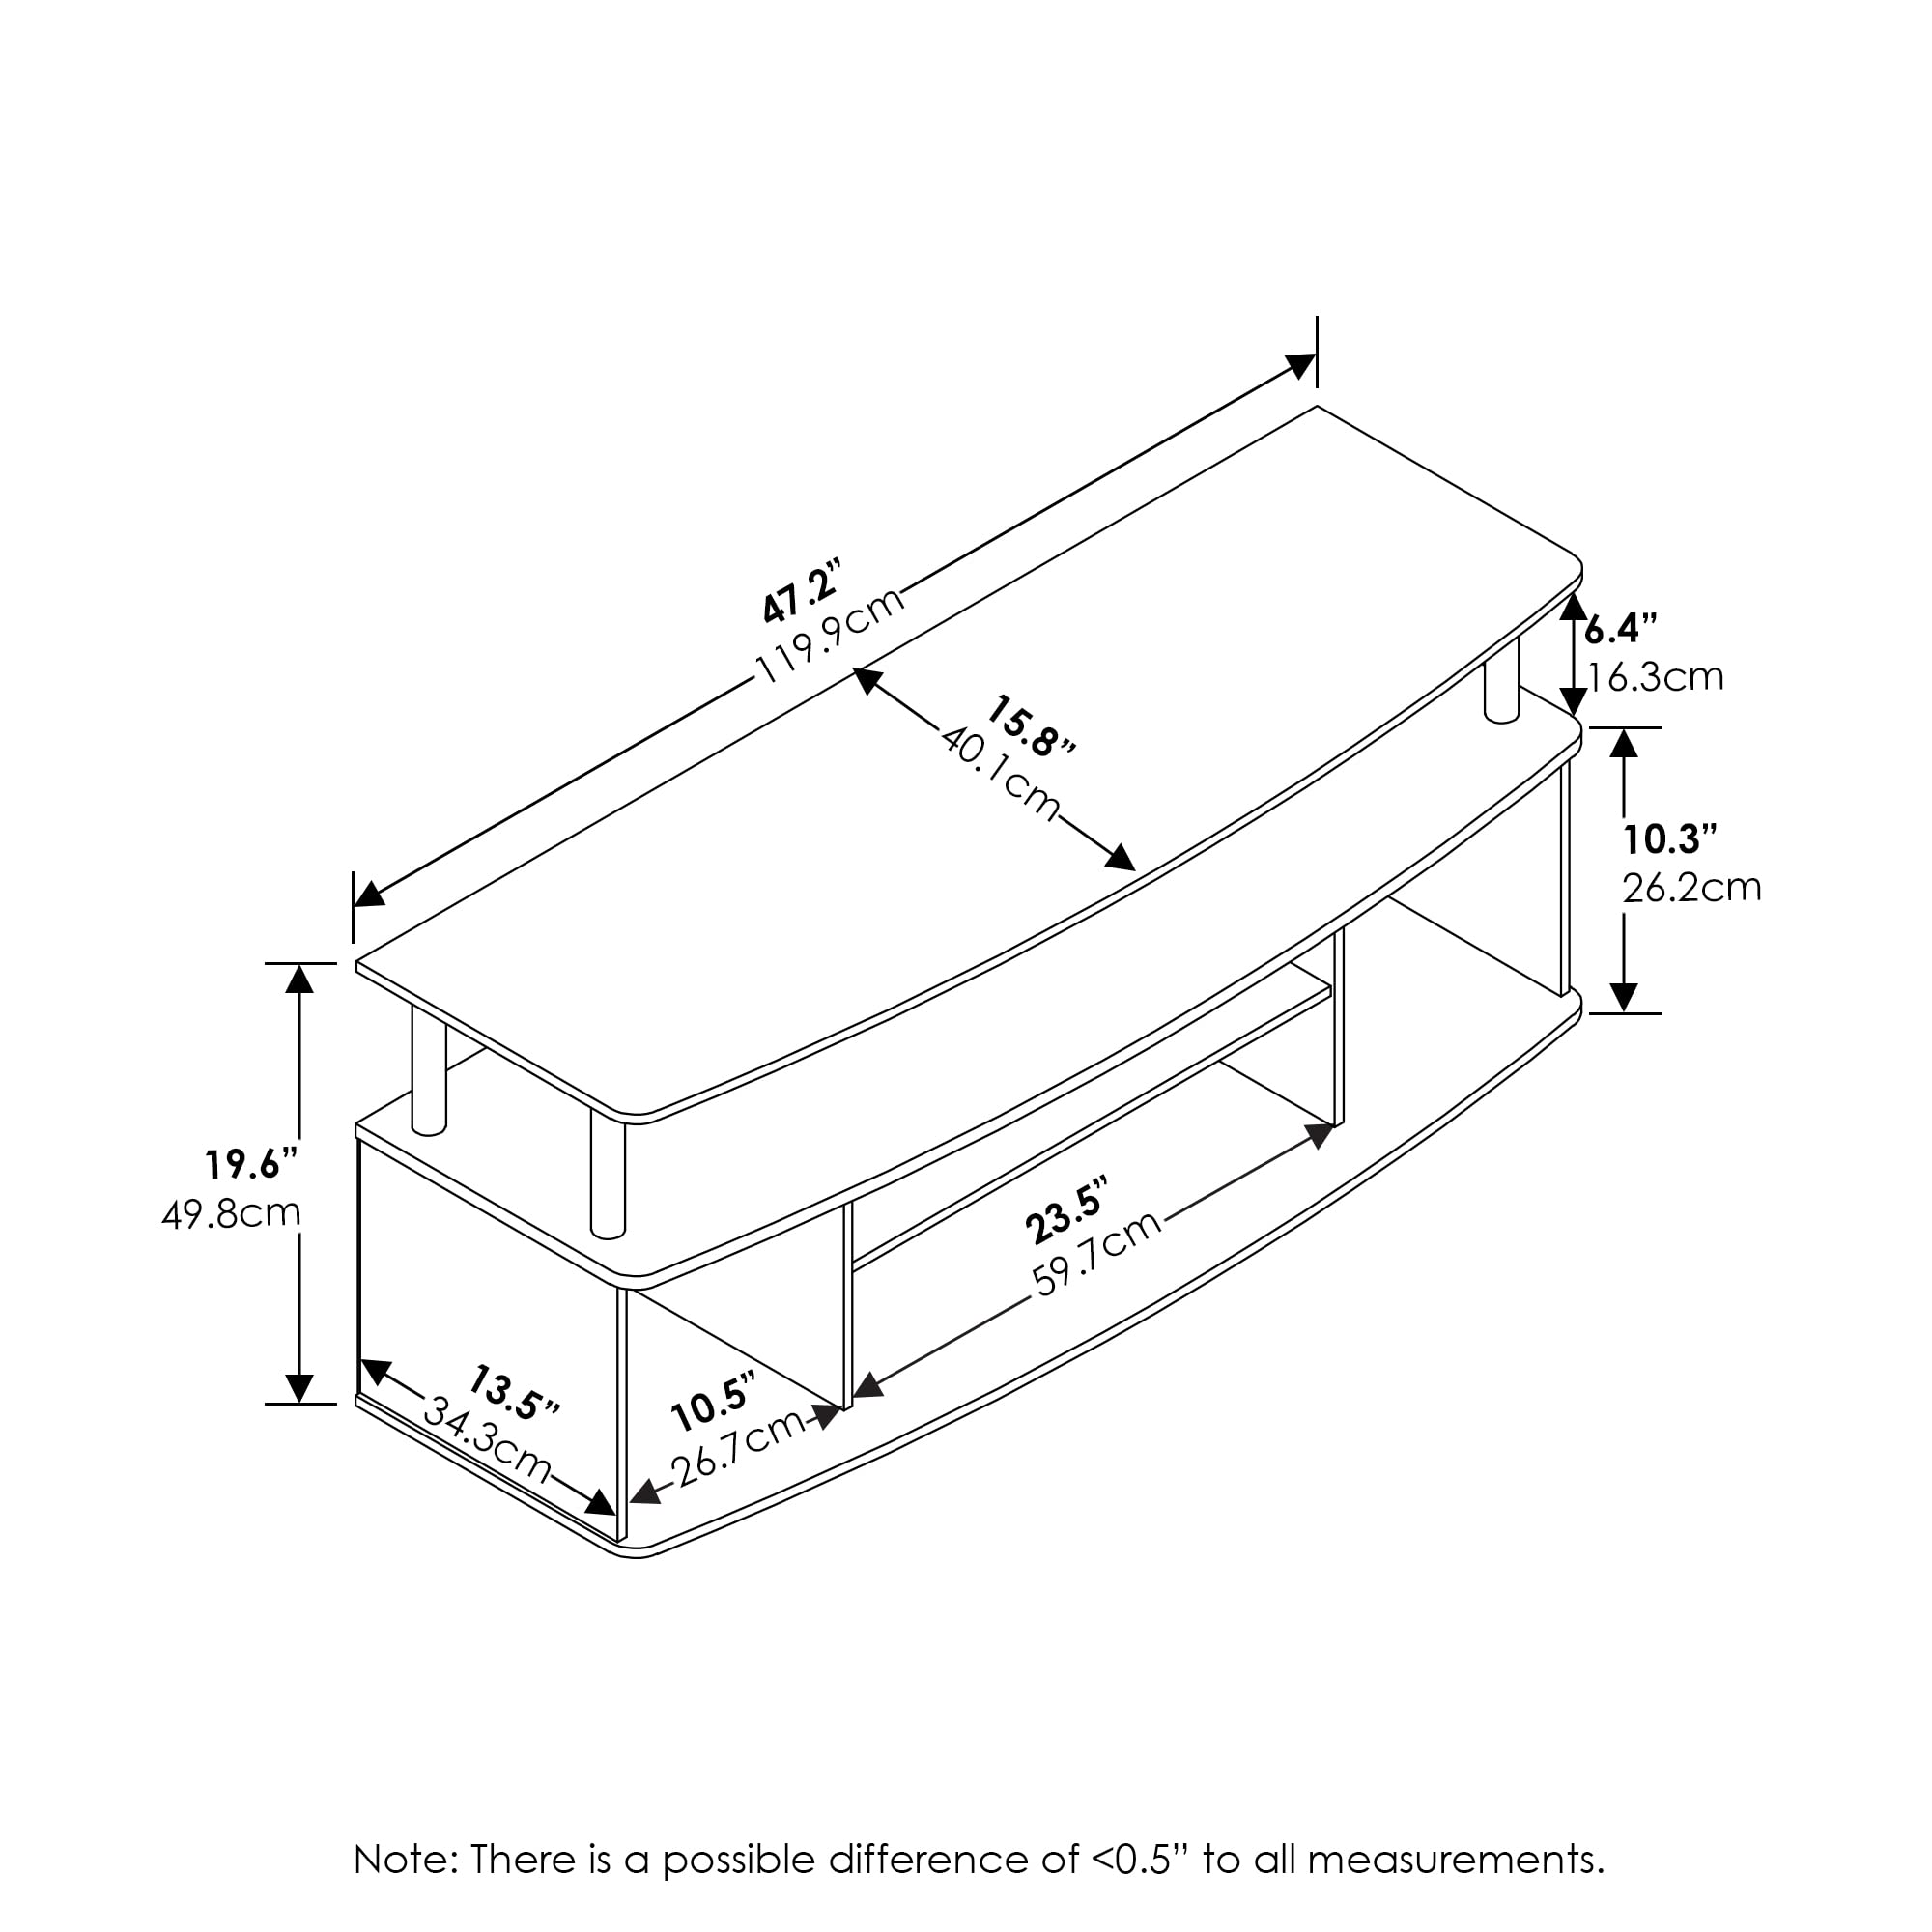 47.2”
119.9cm
15.8”
40.1cm
6.4”
16.3cm
10.3”
26.2cm
19.6”
49.8cm
23.5”
59.7cm
13.5”
34.3cm
10.5”
26.7cm
Note: There is a possible difference of <0.5” to all measurements.